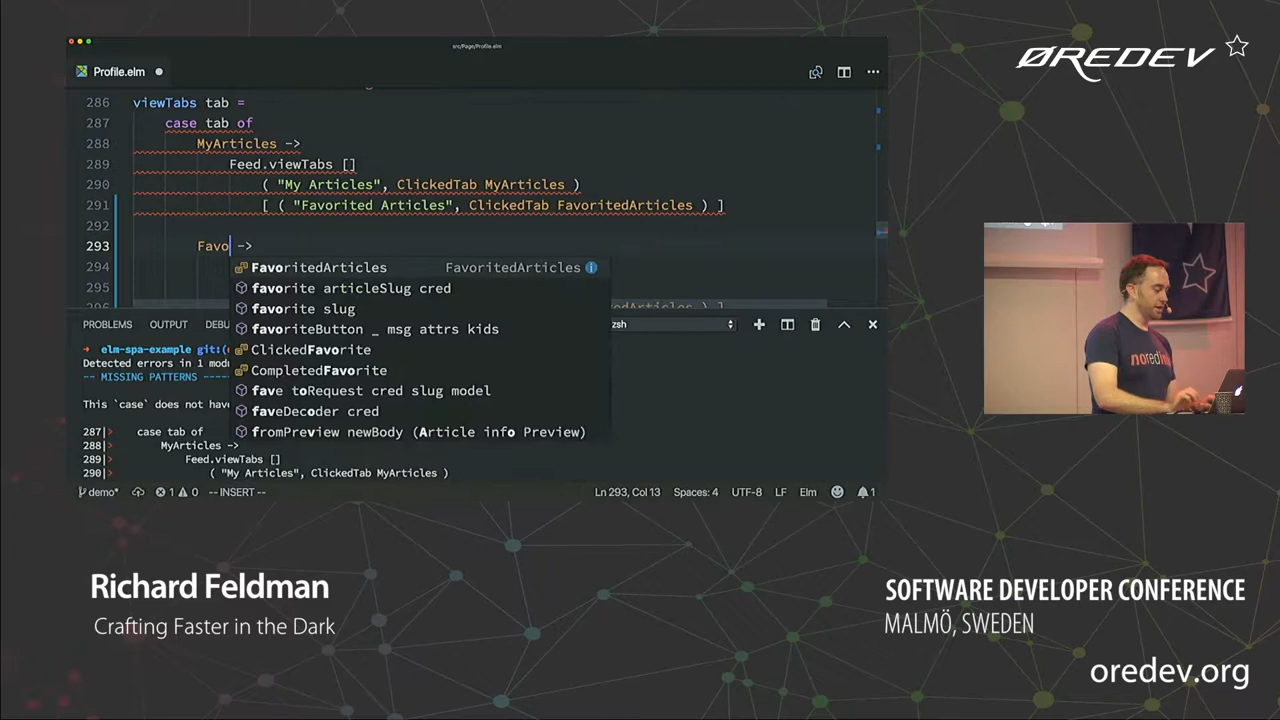 src/Page/Profile.elm
ØREDEV
Profile.elm
286 viewTabs tab =
287 case tab of
288 MyArticles ->
289 Feed.viewTabs []
290 ( "My Articles", ClickedTab MyArticles )
291 [ ( "Favorited Articles", ClickedTab FavoritedArticles ) ]
292
293 Favo ->
294 FavoritedArticles FavoritedArticles
295 favorite articleSlug cred
296 favorite slug edArticles ) ]
PROBLEMS OUTPUT DEBU favoriteButton _ msg attrs kids zsh
➜ elm-spa-example git:( ClickedFavorite
Detected errors in 1 modu CompletedFavorite
-- MISSING PATTERNS ----- fave toRequest cred slug model
This `case` does not have faveDecoder cred
287|> case tab of fromPreview newBody (Article info Preview)
288|> MyArticles ->
289|> Feed.viewTabs []
290|> ( "My Articles", ClickedTab MyArticles )
demo* 1 0 -- INSERT -- Ln 293, Col 13 Spaces: 4 UTF-8 LF Elm 1
Richard Feldman
Crafting Faster in the Dark
SOFTWARE DEVELOPER CONFERENCE
MALMÖ, SWEDEN
oredev.org